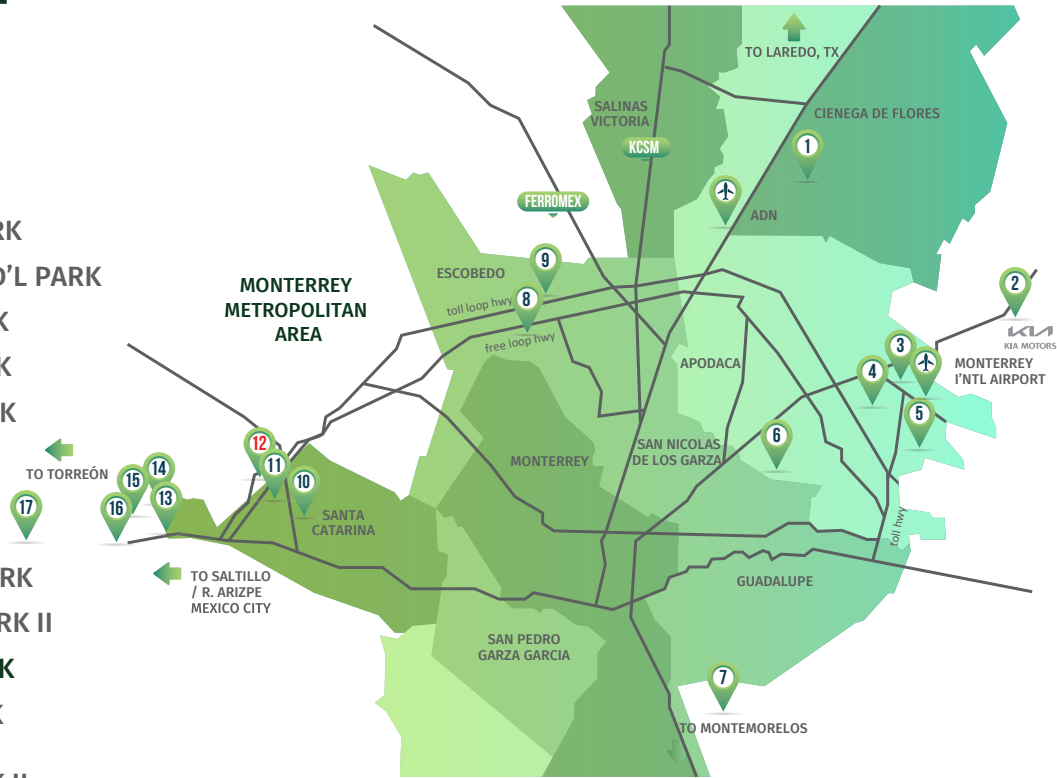 TO LAREDO, TX
SALINAS
VICTORIA
CIENEGA DE FLORES
KCSM
1
FERROMEX
ADN
RK
D'L PARK
K
K
K
MONTERREY
METROPOLITAN
AREA
ESCOBEDO
9
8
toll loop hwy
free loop hwy
2
KIA
KIA MOTORS
3
4
MONTERREY
I'NTL AIRPORT
5
APODACA
6
SAN NICOLAS
DE LOS GARZA
MONTERREY
12
11
10
TO TORREÓN
14
15
13
16
17
SANTA
CATARINA
toll hwy
TO SALTILLO
/ R. ARIZPE
MEXICO CITY
GUADALUPE
RK
RK II
K
K
SAN PEDRO
GARZA GARCIA
7
TO MONTEMORELOS